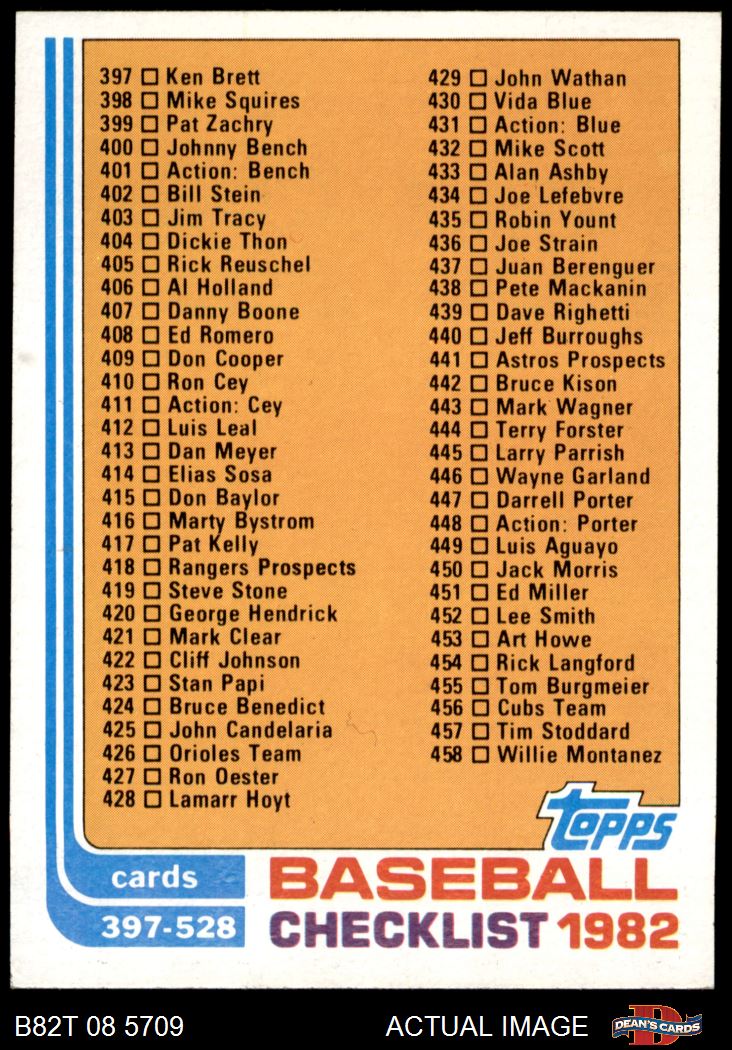 397 Ken Brett
398 Mike Squires
399 Pat Zachry
400 Johnny Bench
401 Action: Bench
402 Bill Stein
403 Jim Tracy
404 Dickie Thon
405 Rick Reuschel
406 Al Holland
407 Danny Boone
408 Ed Romero
409 Don Cooper
410 Ron Cey
411 Action: Cey
412 Luis Leal
413 Dan Meyer
414 Elias Sosa
415 Don Baylor
416 Marty Bystrom
417 Pat Kelly
418 Rangers Prospects
419 Steve Stone
420 George Hendrick
421 Mark Clear
422 Cliff Johnson
423 Stan Papi
424 Bruce Benedict
425 John Candelaria
426 Orioles Team
427 Ron Oester
428 Lamarr Hoyt
429 John Wathan
430 Vida Blue
431 Action: Blue
432 Mike Scott
433 Alan Ashby
434 Joe Lefebvre
435 Robin Yount
436 Joe Strain
437 Juan Berenguer
438 Pete Mackanin
439 Dave Righetti
440 Jeff Burroughs
441 Astros Prospects
442 Bruce Kison
443 Mark Wagner
444 Terry Forster
445 Larry Parrish
446 Wayne Garland
447 Darrell Porter
448 Action: Porter
449 Luis Aguayo
450 Jack Morris
451 Ed Miller
452 Lee Smith
453 Art Howe
454 Rick Langford
455 Tom Burgmeier
456 Cubs Team
457 Tim Stoddard
458 Willie Montanez
topps
cards
397-528
BASEBALL
CHECKLIST 1982
B82T 08 5709
ACTUAL IMAGE
D
DEAN'S CARDS